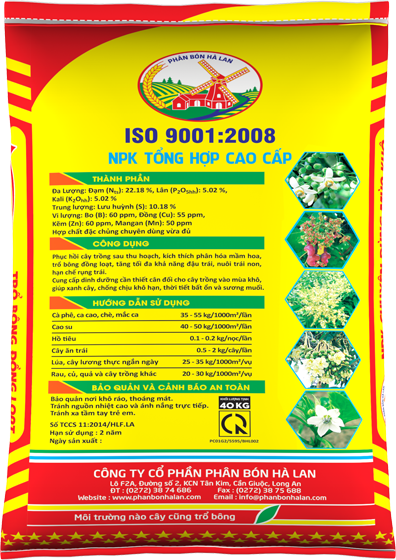 PHÂN BÓN HÀ LAN
ISO 9001:2008
NPK TỔNG HỢP CAO CẤP
THÀNH PHẦN
Đa Lượng: Đạm (Nts): 22.18 %, Lân (P₂O₅hh): 5.02 %,
Kali (K₂Ohh): 5.02 %
Trung lượng: Lưu huỳnh (S): 10.18 %
Vi lượng: Bo (B): 60 ppm, Đồng (Cu): 55 ppm,
Kẽm (Zn): 60 ppm, Mangan (Mn): 50 ppm
Hợp chất đặc chủng chuyên dùng vừa đủ
CÔNG DỤNG
Phục hồi cây trồng sau thu hoạch, kích thích phân hóa mầm hoa,
trổ bông đồng loạt, tăng tối đa khả năng đậu trái, nuôi trái non,
hạn chế rụng trái.
Cung cấp dinh dưỡng cần thiết cân đối cho cây trồng vào mùa khô,
giúp xanh cây, chống chịu khô hạn, thời tiết bất ổn và sương muối.
HƯỚNG DẪN SỬ DỤNG
Cà phê, ca cao, chè, mắc ca 35 - 55 kg/1000m²/lần
Cao su 40 - 50 kg/1000m²/lần
Hồ tiêu 0.1 - 0.2 kg/nọc/lần
Cây ăn trái 0.5 - 2 kg/cây/lần
Lúa, cây lương thực ngắn ngày 25 - 35 kg/1000m²/vụ
Rau, củ, quả và cây trồng khác 20 - 30 kg/1000m²/vụ
BẢO QUẢN VÀ CẢNH BÁO AN TOÀN
Bảo quản nơi khô ráo, thoáng mát.
Tránh nguồn nhiệt cao và ánh nắng trực tiếp.
Tránh xa tầm tay trẻ em.
Số TCCS 11:2014/HLF.LA
Hạn sử dụng : 2 năm
Ngày sản xuất :
KHỐI LƯỢNG TỊNH
40 KG
TRỔ BÔNG ĐỒNG LOẠT
CÔNG TY CỔ PHẦN PHÂN BÓN HÀ LAN
Lô F2A, Đường số 2, KCN Tân Kim, Cần Giuộc, Long An
ĐT : (0272) 38 74 686 Fax : (0272) 38 75 688
Website : www.phanbonhalan.com Email : info@phanbonhalan.com
Môi trường nào cây cũng trổ bông